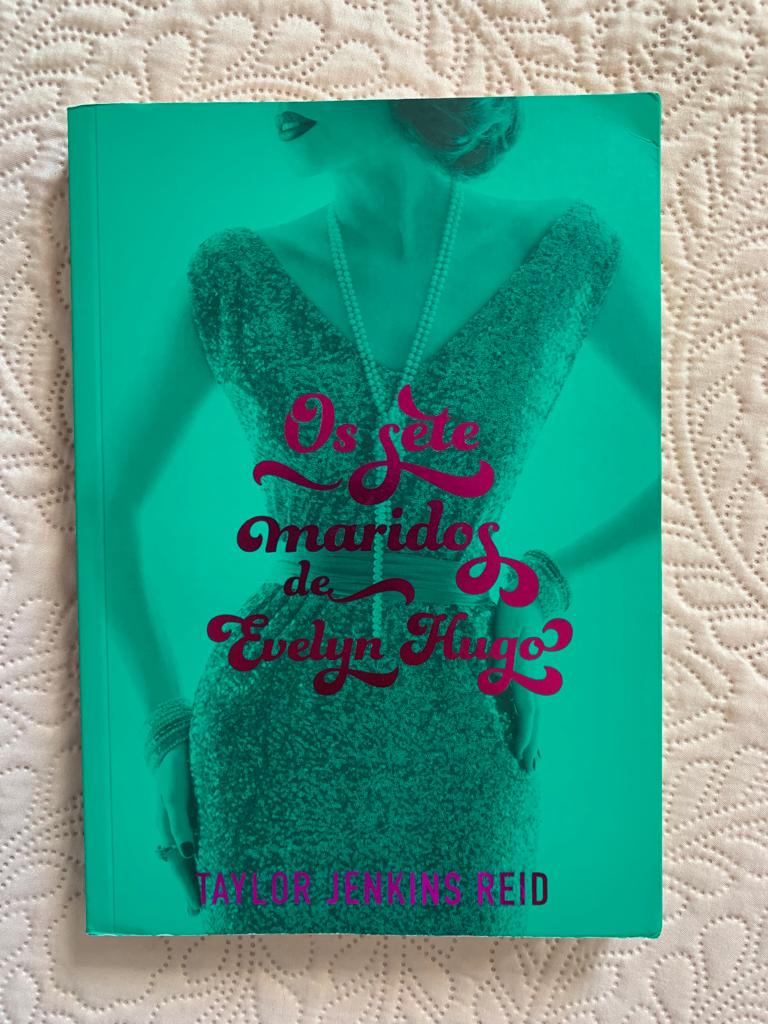 Os sete
maridos
de
Evelyn Hugo
TAYLOR JENKINS REID